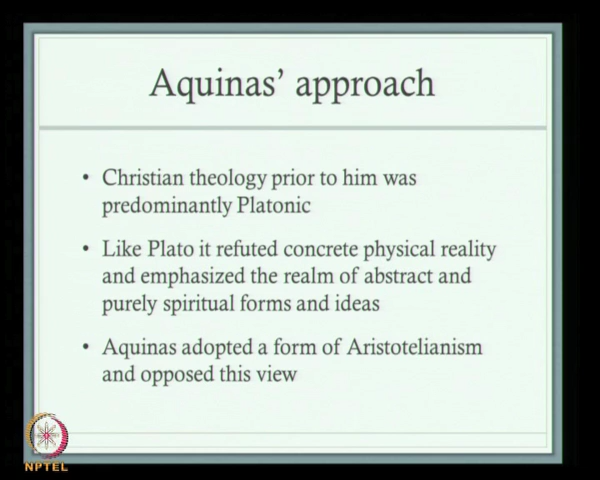 Aquinas' approach
• Christian theology prior to him was
predominantly Platonic
• Like Plato it refuted concrete physical reality
and emphasized the realm of abstract and
purely spiritual forms and ideas
• Aquinas adopted a form of Aristotelianism
and opposed this view
NPTEL